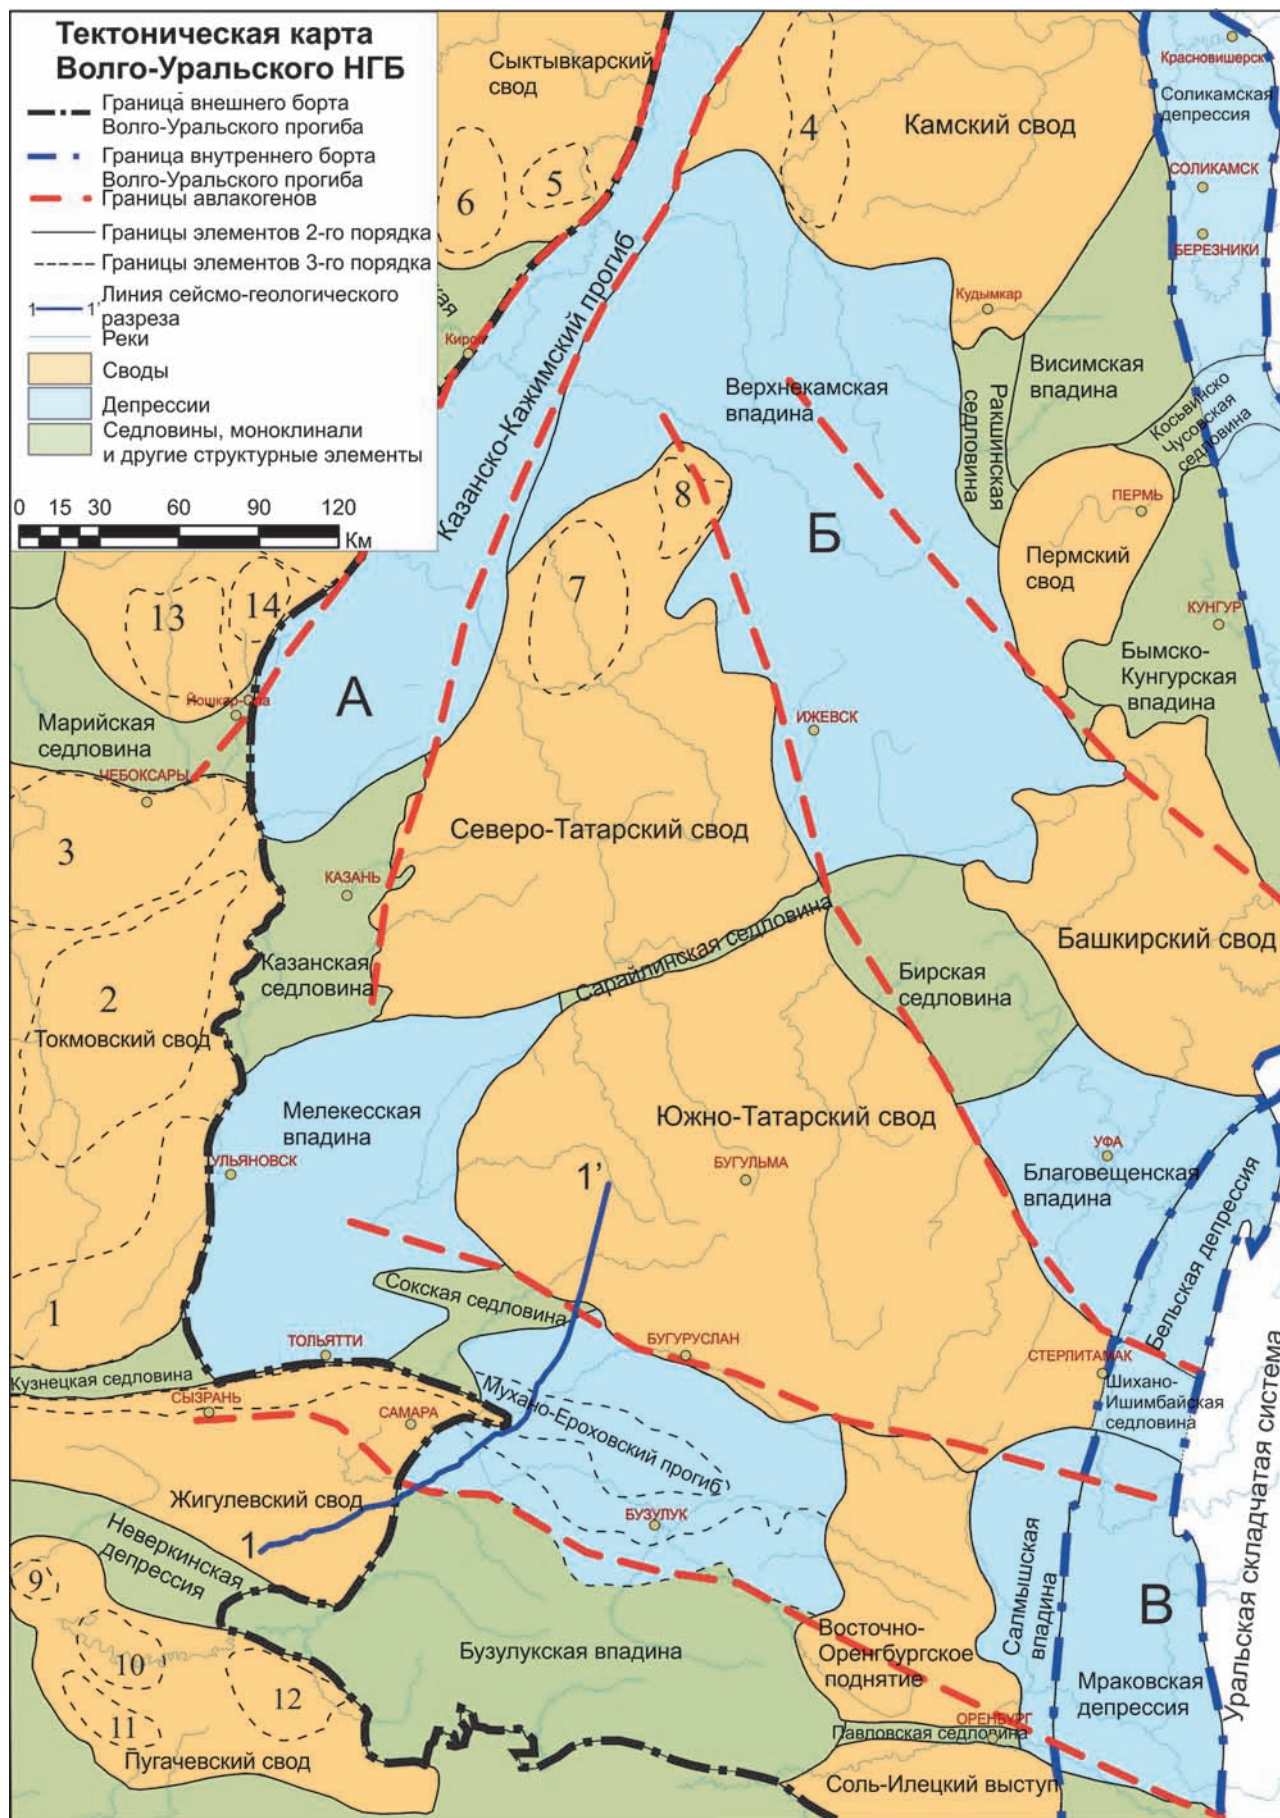 Тектоническая карта
Волго-Уральского НГБ
Граница внешнего борта
Волго-Уральского прогиба
Граница внутреннего борта
Волго-Уральского прогиба
Границы авлакогенов
Границы элементов 2-го порядка
Границы элементов 3-го порядка
1 1' Линия сейсмо-геологического
разреза
Реки
Своды
Депрессии
Седловины, моноклинали
и другие структурные элементы
0 15 30 60 90 120
Км
Сыктывкарский
свод
4
Камский свод
Красновишерск
Соликамская
депрессия
6
5
СОЛИКАМСК
БЕРЕЗНИКИ
Казанско-Кажимский прогиб
Кудымкар
Киров
Верхнекамская
впадина
Ракшинская
седловина
Висимская
впадина
Косьвинско
Чусовская
седловина
8
Б
ПЕРМЬ
Пермский
свод
7
13
14
КУНГУР
Бымско-
Кунгурская
впадина
А
Йошкар-Ола
Марийская
седловина
ИЖЕВСК
ЧЕБОКСАРЫ
3
Северо-Татарский свод
КАЗАНЬ
Сарайлинская седловина
Башкирский свод
Казанская
седловина
Бирская
седловина
2
Токмовский свод
Мелекесская
впадина
Южно-Татарский свод
УЛЬЯНОВСК
1'
БУГУЛЬМА
УФА
Благовещенская
впадина
Бельская депрессия
1
Сокская седловина
ТОЛЬЯТТИ
БУГУРУСЛАН
СТЕРЛИТАМАК
Кузнецкая седловина
СЫЗРАНЬ
САМАРА
Мухано-Ероховский прогиб
Шихано-
Ишимбайская
седловина
Уральская складчатая система
Жигулевский свод
БУЗУЛУК
1
Неверкинская
депрессия
9
Салмышская
впадина
В
Бузулукская впадина
Восточно-
Оренбургское
поднятие
Мраковская
депрессия
10
12
11
ОРЕНБУРГ
Павловская седловина
Пугачевский свод
Соль-Илецкий выступ